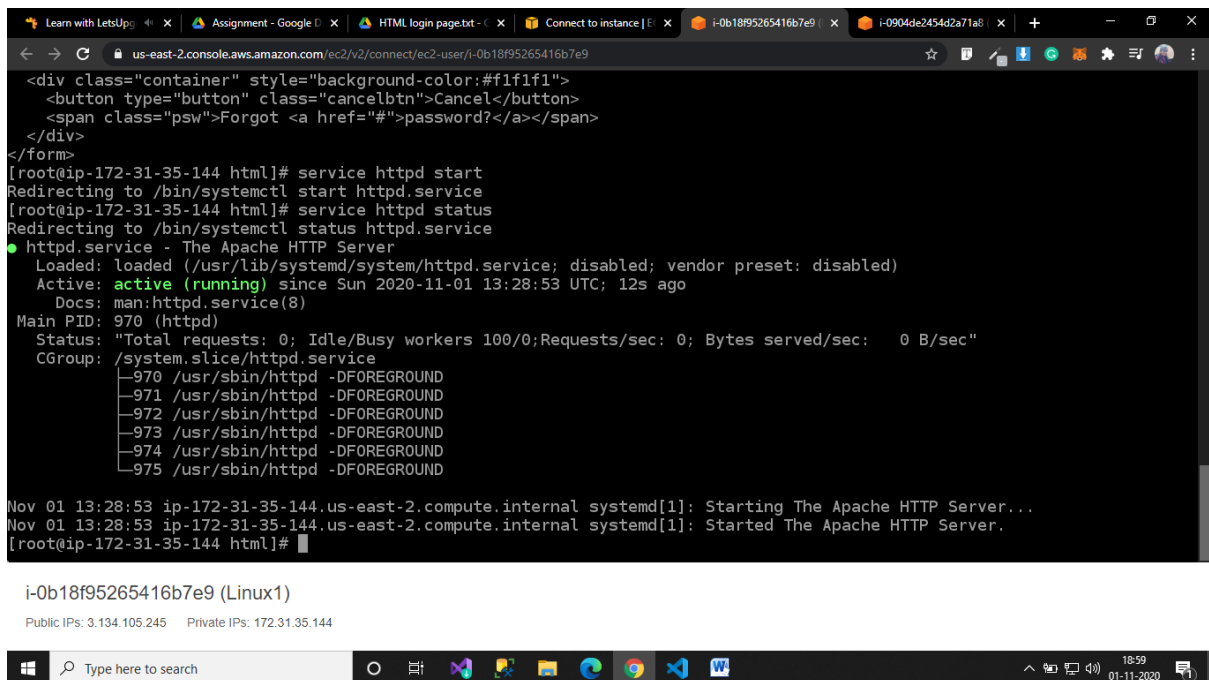 Learn with LetsUpg
Assignment - Google D
HTML login page.txt - G
Connect to instance | E
i-0b18f95265416b7e9 (
i-0904de2454d2a71a8 (
us-east-2.console.aws.amazon.com/ec2/v2/connect/ec2-user/i-0b18f95265416b7e9
<div class="container" style="background-color:#f1f1f1">
<button type="button" class="cancelbtn">Cancel</button>
<span class="psw">Forgot <a href="#">password?</a></span>
</div>
</form>
[root@ip-172-31-35-144 html]# service httpd start
Redirecting to /bin/systemctl start httpd.service
[root@ip-172-31-35-144 html]# service httpd status
Redirecting to /bin/systemctl status httpd.service
● httpd.service - The Apache HTTP Server
Loaded: loaded (/usr/lib/systemd/system/httpd.service; disabled; vendor preset: disabled)
Active: active (running) since Sun 2020-11-01 13:28:53 UTC; 12s ago
Docs: man:httpd.service(8)
Main PID: 970 (httpd)
Status: "Total requests: 0; Idle/Busy workers 100/0;Requests/sec: 0; Bytes served/sec:   0 B/sec"
CGroup: /system.slice/httpd.service
├─970 /usr/sbin/httpd -DFOREGROUND
├─971 /usr/sbin/httpd -DFOREGROUND
├─972 /usr/sbin/httpd -DFOREGROUND
├─973 /usr/sbin/httpd -DFOREGROUND
├─974 /usr/sbin/httpd -DFOREGROUND
└─975 /usr/sbin/httpd -DFOREGROUND
Nov 01 13:28:53 ip-172-31-35-144.us-east-2.compute.internal systemd[1]: Starting The Apache HTTP Server...
Nov 01 13:28:53 ip-172-31-35-144.us-east-2.compute.internal systemd[1]: Started The Apache HTTP Server.
[root@ip-172-31-35-144 html]#
i-0b18f95265416b7e9 (Linux1)
Public IPs: 3.134.105.245 Private IPs: 172.31.35.144
Type here to search
18:59
01-11-2020